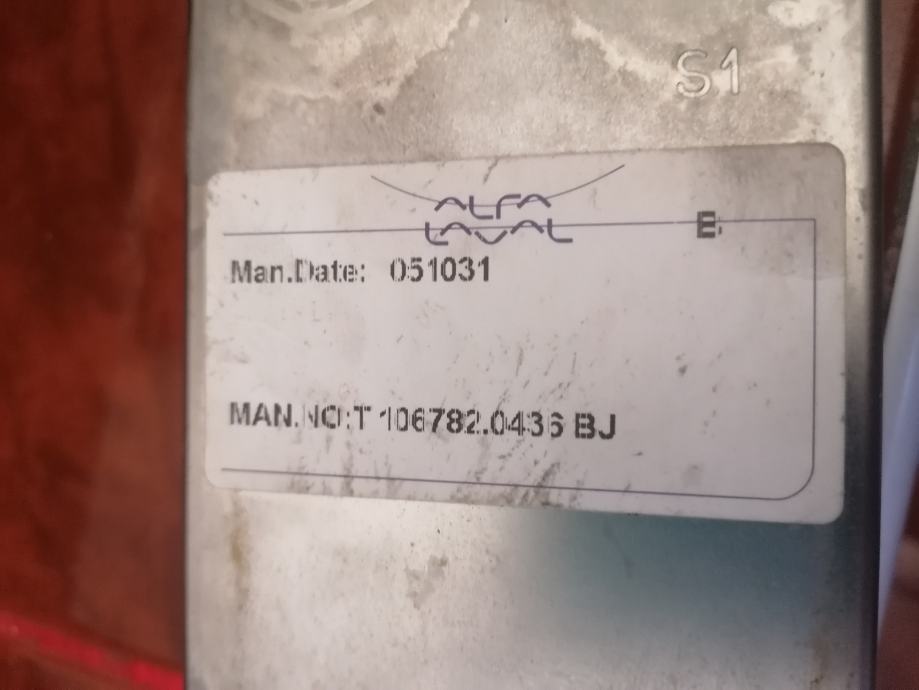 S1
ALFA
LAVAL
E
Man.Date: 051031
MAN.NO:T 106782.0436 BJ